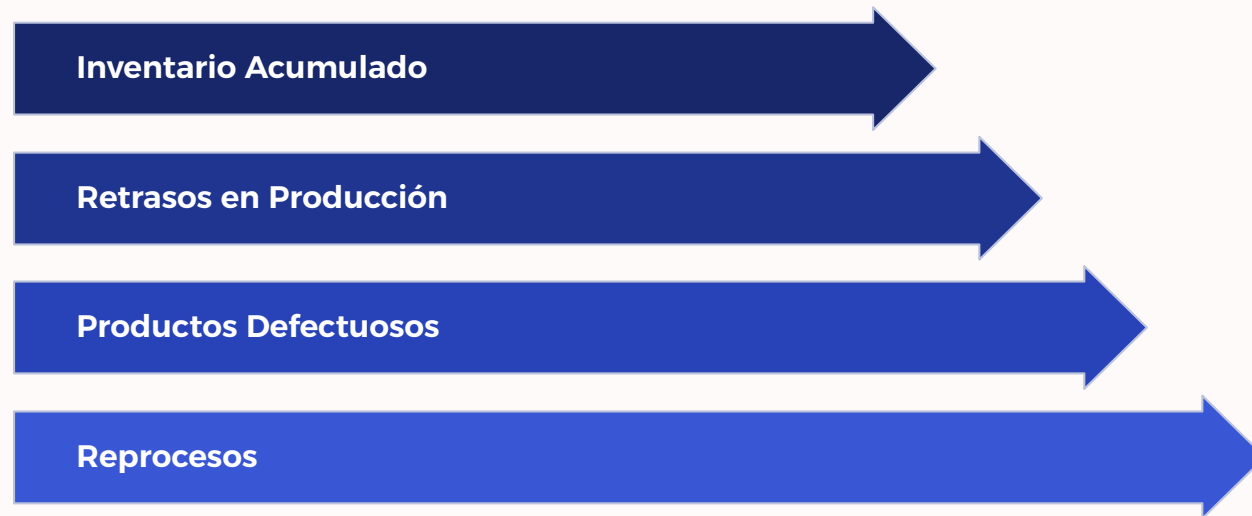 Inventario Acumulado
Retrasos en Producción
Productos Defectuosos
Reprocesos